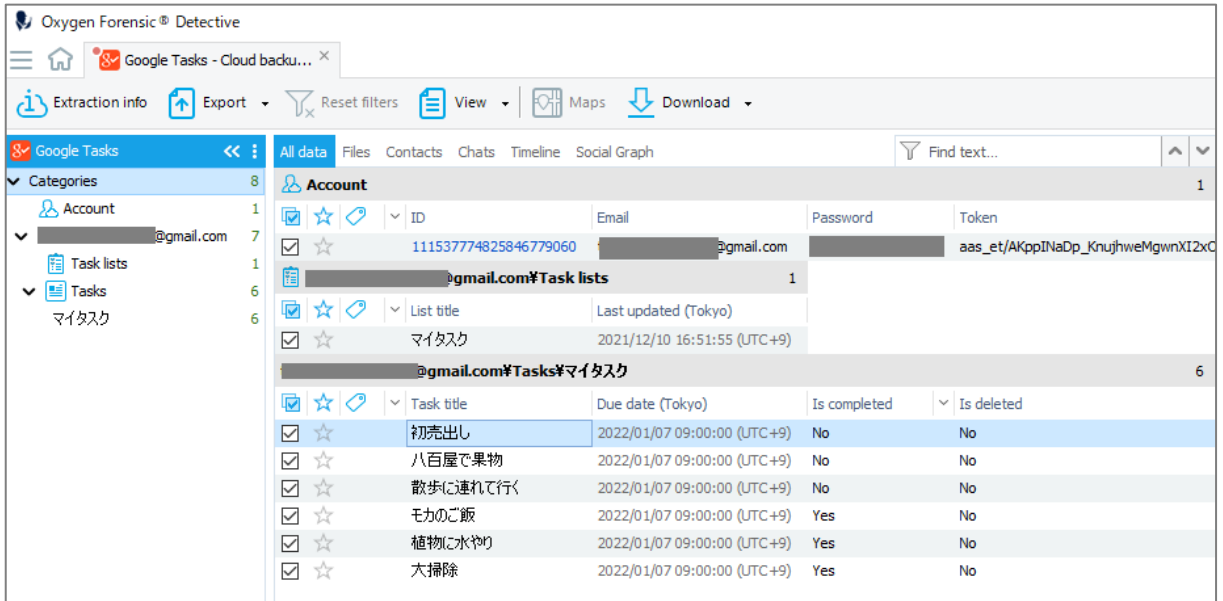 Oxygen Forensic® Detective
Google Tasks - Cloud backu...
Extraction info Export Reset filters View Maps Download
Google Tasks
All data Files Contacts Chats Timeline Social Graph Find text...
Categories 8
Account 1
@gmail.com 7
Task lists 1
Tasks 6
マイタスク 6
Account 1
ID Email Password Token
111537774825846779060 @gmail.com aas_et/AKppINaDp_KnujhweMgwnXI2xC
@gmail.com¥Task lists 1
List title Last updated (Tokyo)
マイタスク 2021/12/10 16:51:55 (UTC+9)
@gmail.com¥Tasks¥マイタスク 6
Task title Due date (Tokyo) Is completed Is deleted
初売出し 2022/01/07 09:00:00 (UTC+9) No No
八百屋で果物 2022/01/07 09:00:00 (UTC+9) No No
散歩に連れて行く 2022/01/07 09:00:00 (UTC+9) No No
モカのご飯 2022/01/07 09:00:00 (UTC+9) Yes No
植物に水やり 2022/01/07 09:00:00 (UTC+9) Yes No
大掃除 2022/01/07 09:00:00 (UTC+9) Yes No